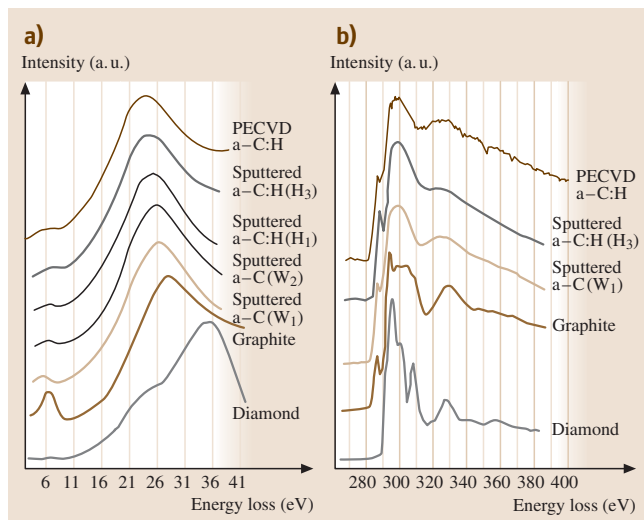 a)
Intensity (a. u.)
PECVD
a–C:H
Sputtered
a–C:H(H3)
Sputtered
a–C:H(H1)
Sputtered
a–C(W2)
Sputtered
a–C(W1)
Graphite
Diamond
6 11 16 21 26 31 36 41
Energy loss (eV)
b)
Intensity (a. u.)
PECVD
a–C:H
Sputtered
a–C:H (H3)
Sputtered
a–C(W1)
Graphite
Diamond
280 300 320 340 360 380 400
Energy loss (eV)